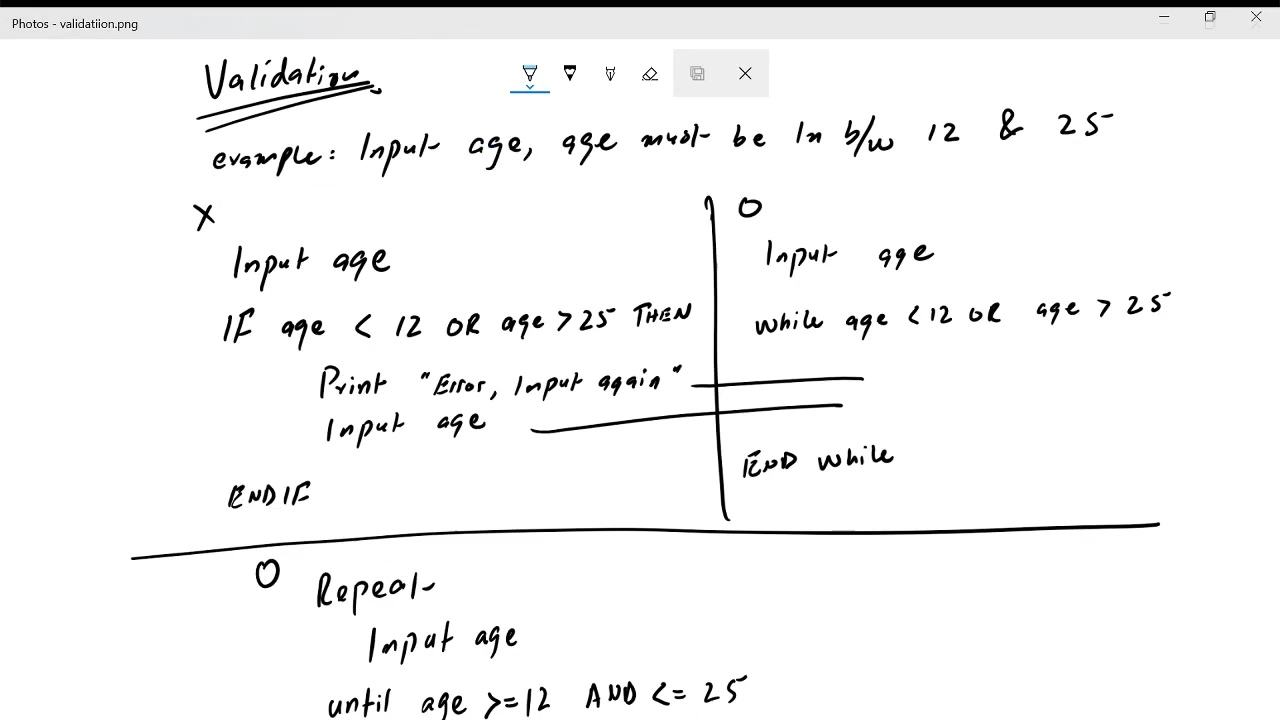 Photos - validatiion.png
Validation
example: Input age, age must be In b/w 12 & 25
X
Input age
IF age < 12 OR age > 25 THEN
Print "Error, Input again"
Input age
ENDIF
O
Input age
while age < 12 OR age > 25
END while
O
Repeat
Input age
until age >= 12 AND <= 25